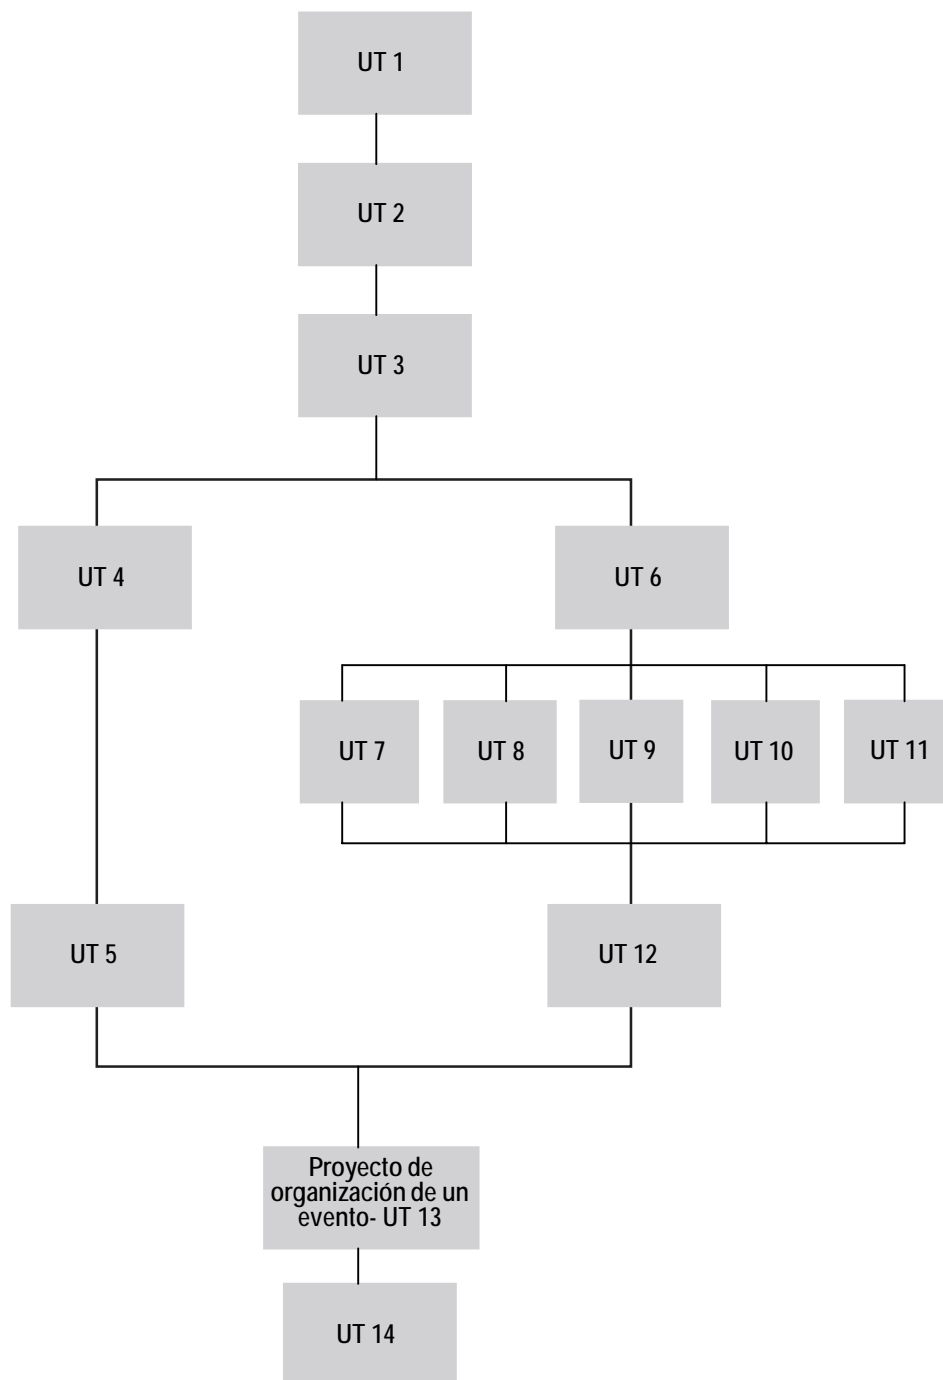 UT 1
UT 2
UT 3
UT 4
UT 6
UT 7
UT 8
UT 9
UT 10
UT 11
UT 5
UT 12
Proyecto de
organización de un
evento- UT 13
UT 14